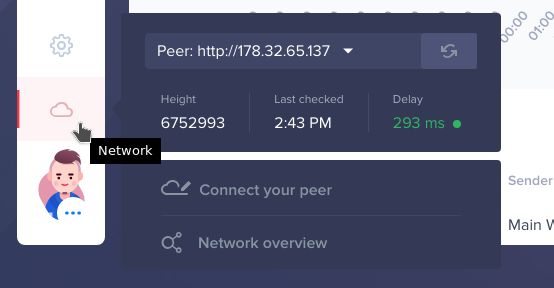 00:00
01:00
Peer: http://178.32.65.137
Height
Last checked
Delay
6752993
2:43 PM
293 ms
Network
Connect your peer
Sender
Main W
Network overview